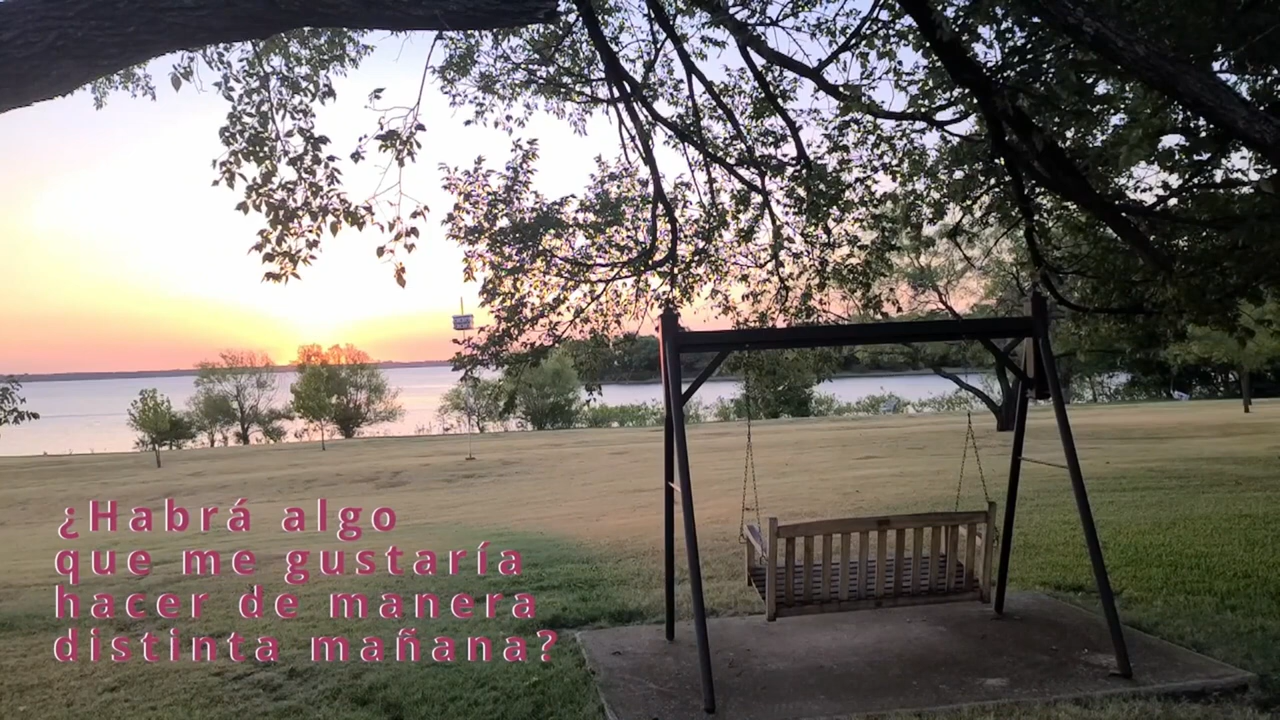 ¿Habrá algo
que me gustaría
hacer de manera
distinta mañana?